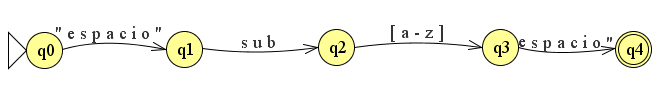 q0 "espacio" q1 sub q2 [a-z] q3 espacio" q4